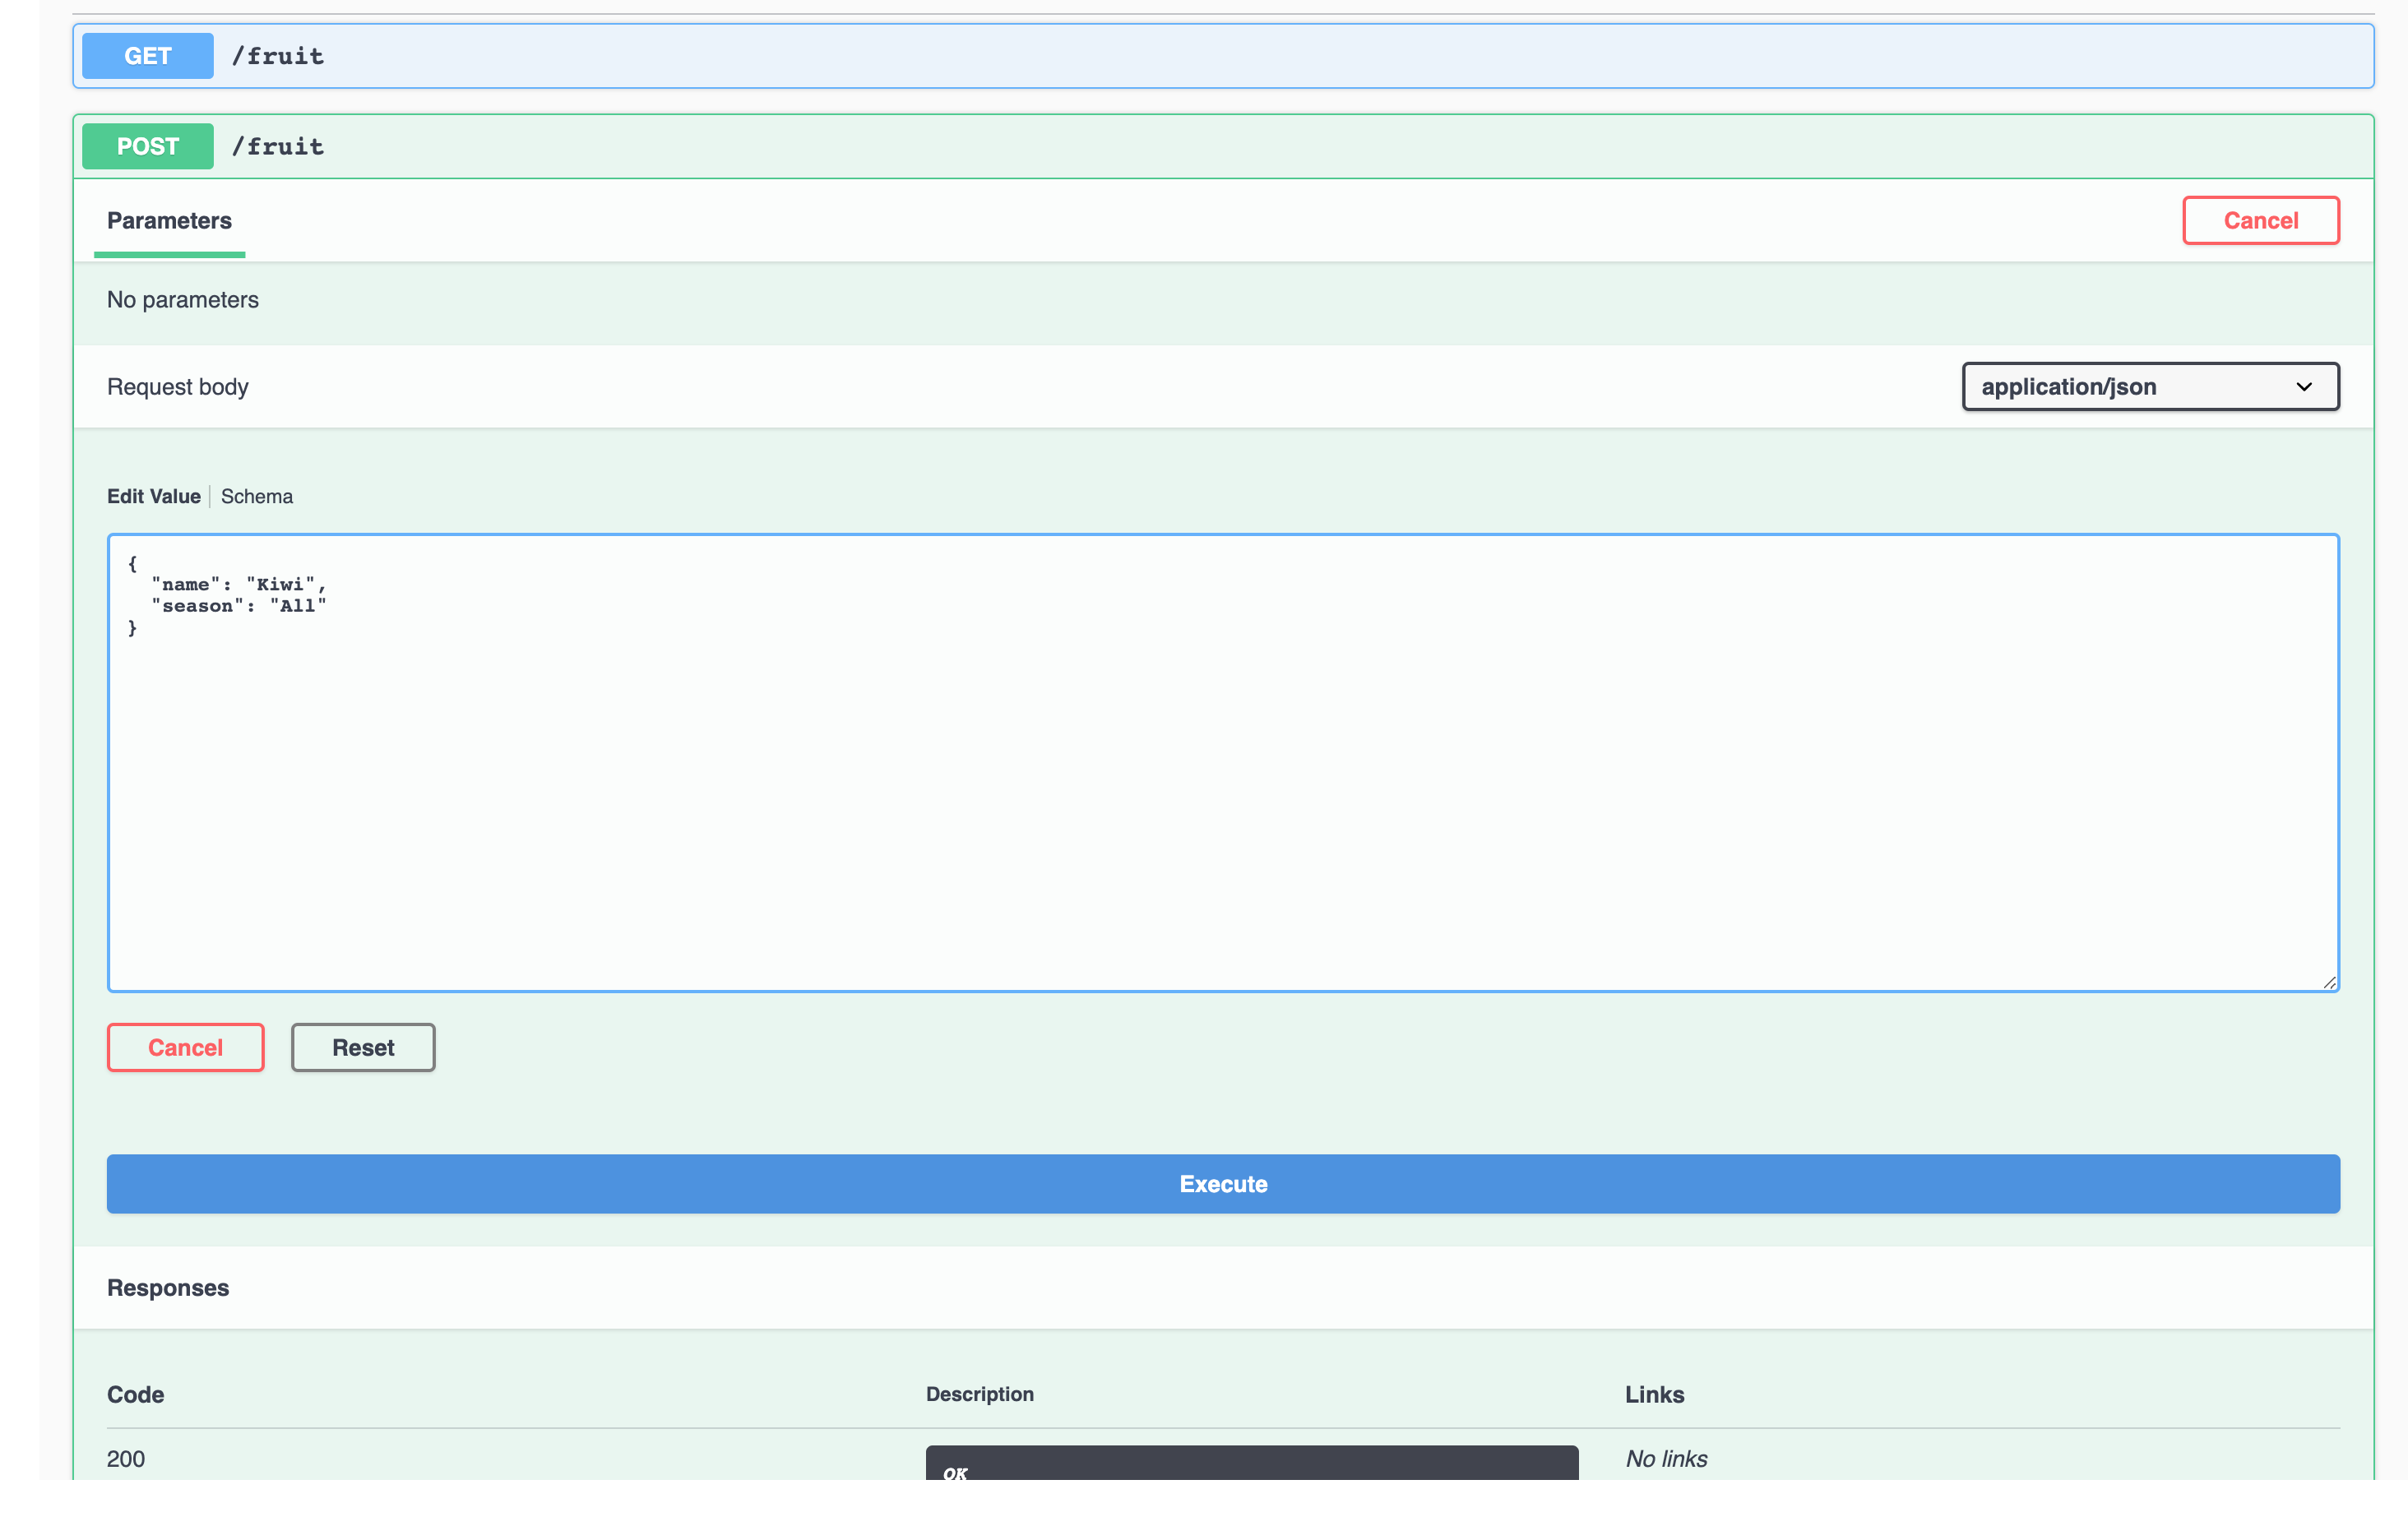 GET /fruit
POST /fruit
Parameters Cancel
No parameters
Request body application/json
Edit Value Schema
{
"name": "Kiwi",
"season": "All"
}
Cancel Reset
Execute
Responses
Code Description Links
200 OK No links